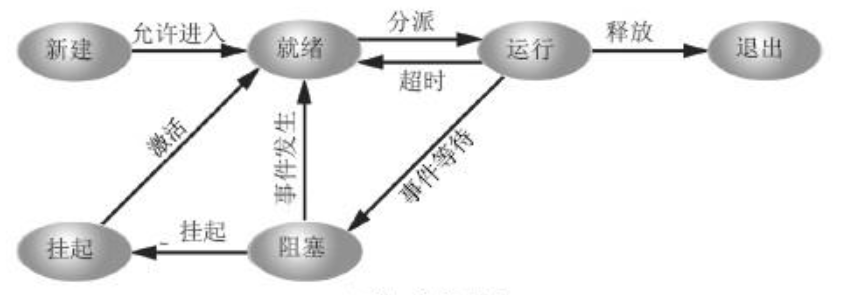 新建
允许进入
就绪
分派
运行
释放
退出
超时
激活
事件发生
事件等待
挂起
挂起
阻塞